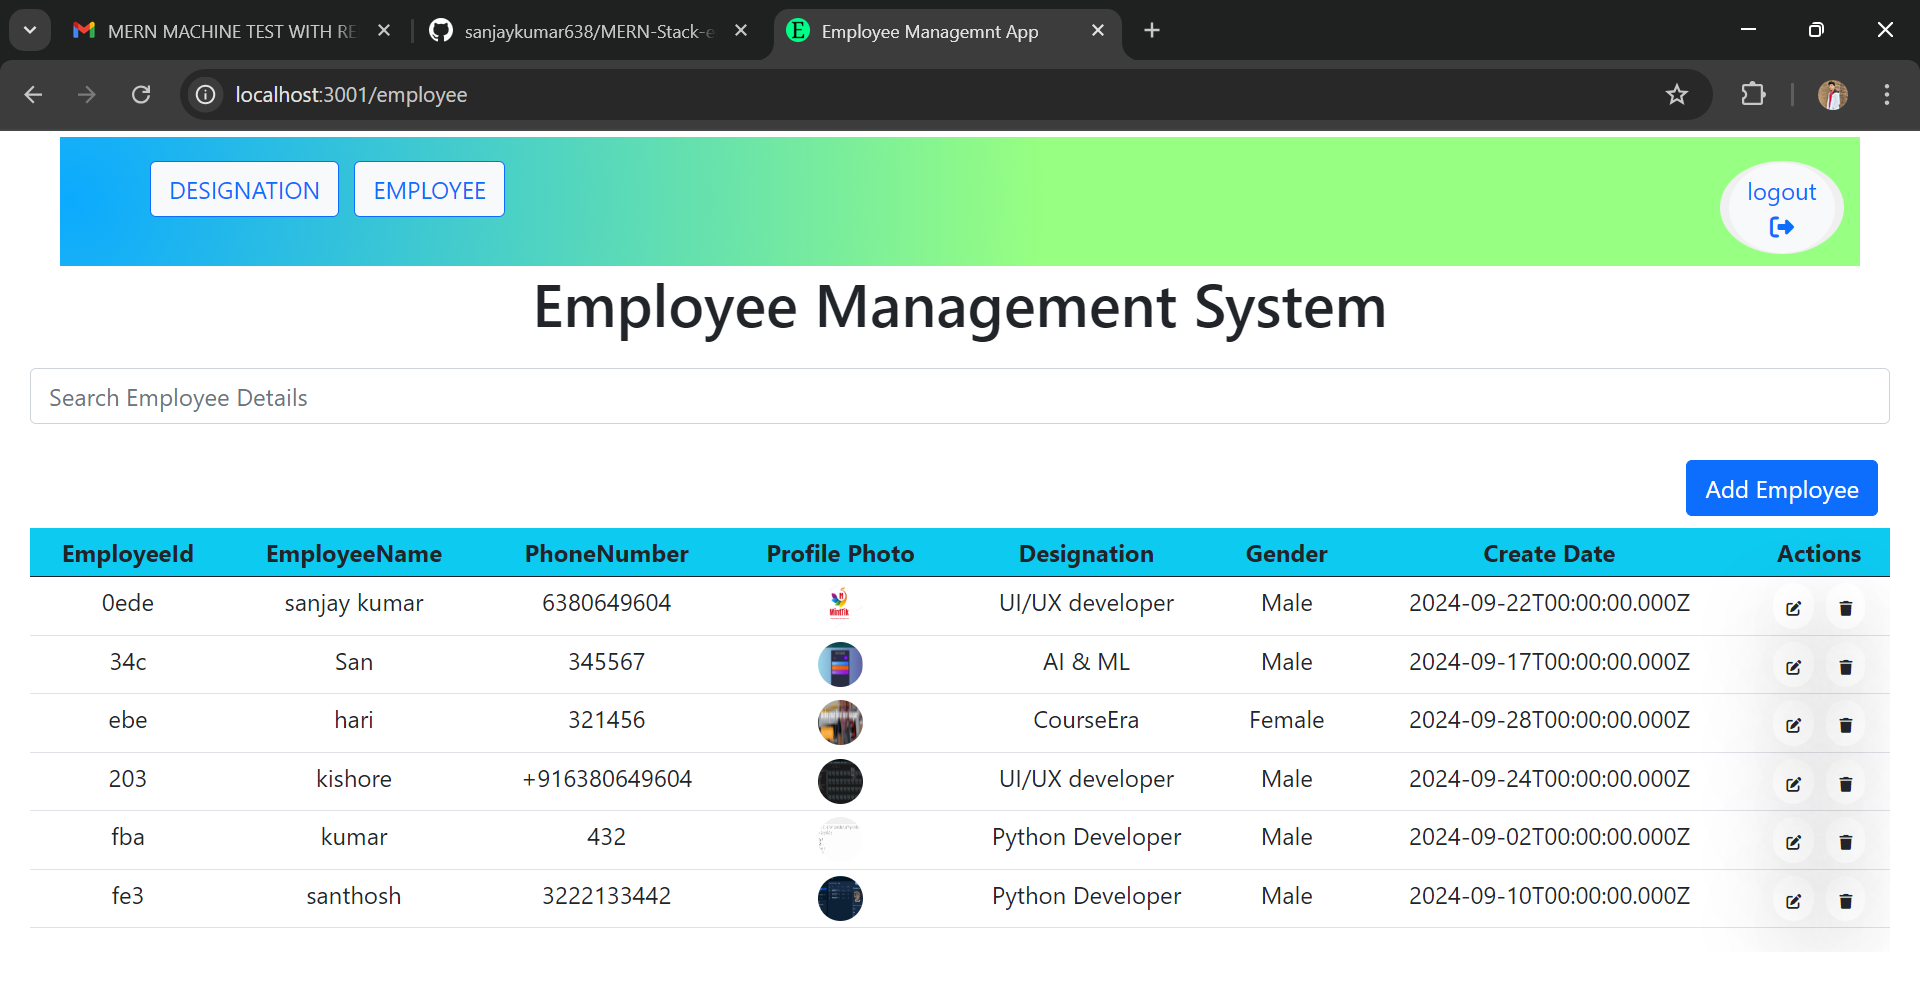 MERN MACHINE TEST WITH RE
sanjaykumar638/MERN-Stack-e
E Employee Managemnt App
localhost:3001/employee
DESIGNATION EMPLOYEE
logout
Employee Management System
Search Employee Details
Add Employee
EmployeeId EmployeeName PhoneNumber Profile Photo Designation Gender Create Date Actions
0ede sanjay kumar 6380649604 UI/UX developer Male 2024-09-22T00:00:00.000Z
34c San 345567 AI & ML Male 2024-09-17T00:00:00.000Z
ebe hari 321456 CourseEra Female 2024-09-28T00:00:00.000Z
203 kishore +916380649604 UI/UX developer Male 2024-09-24T00:00:00.000Z
fba kumar 432 Python Developer Male 2024-09-02T00:00:00.000Z
fe3 santhosh 3222133442 Python Developer Male 2024-09-10T00:00:00.000Z